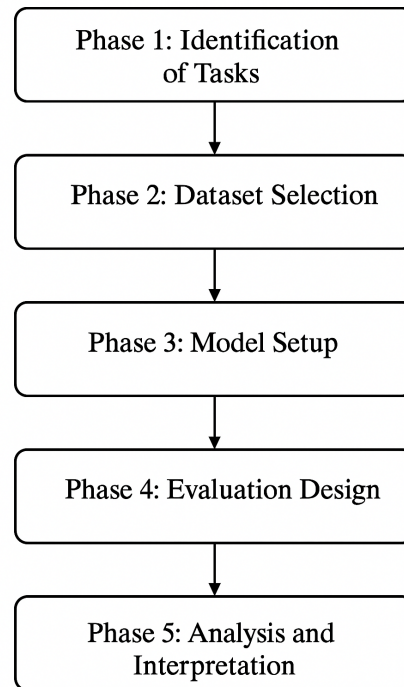 Phase 1: Identification
of Tasks
Phase 2: Dataset Selection
Phase 3: Model Setup
Phase 4: Evaluation Design
Phase 5: Analysis and
Interpretation